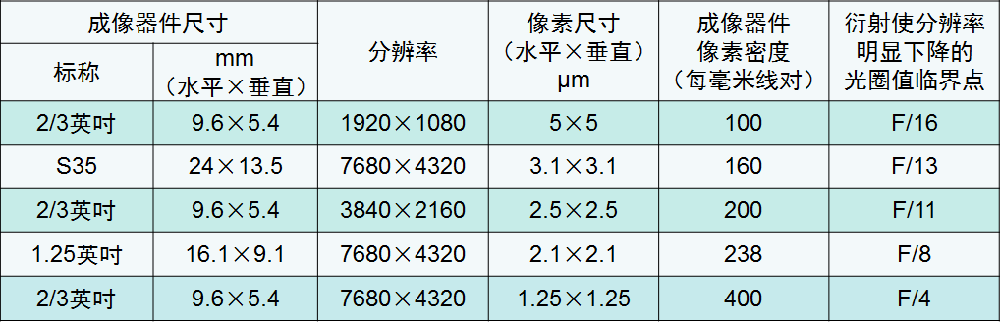 成像器件尺寸
标称
mm
（水平×垂直）
分辨率
像素尺寸
（水平×垂直）
μm
成像器件
像素密度
（每毫米线对）
衍射使分辨率
明显下降的
光圈值临界点
2/3英吋 9.6×5.4 1920×1080 5×5 100 F/16
S35 24×13.5 7680×4320 3.1×3.1 160 F/13
2/3英吋 9.6×5.4 3840×2160 2.5×2.5 200 F/11
1.25英吋 16.1×9.1 7680×4320 2.1×2.1 238 F/8
2/3英吋 9.6×5.4 7680×4320 1.25×1.25 400 F/4